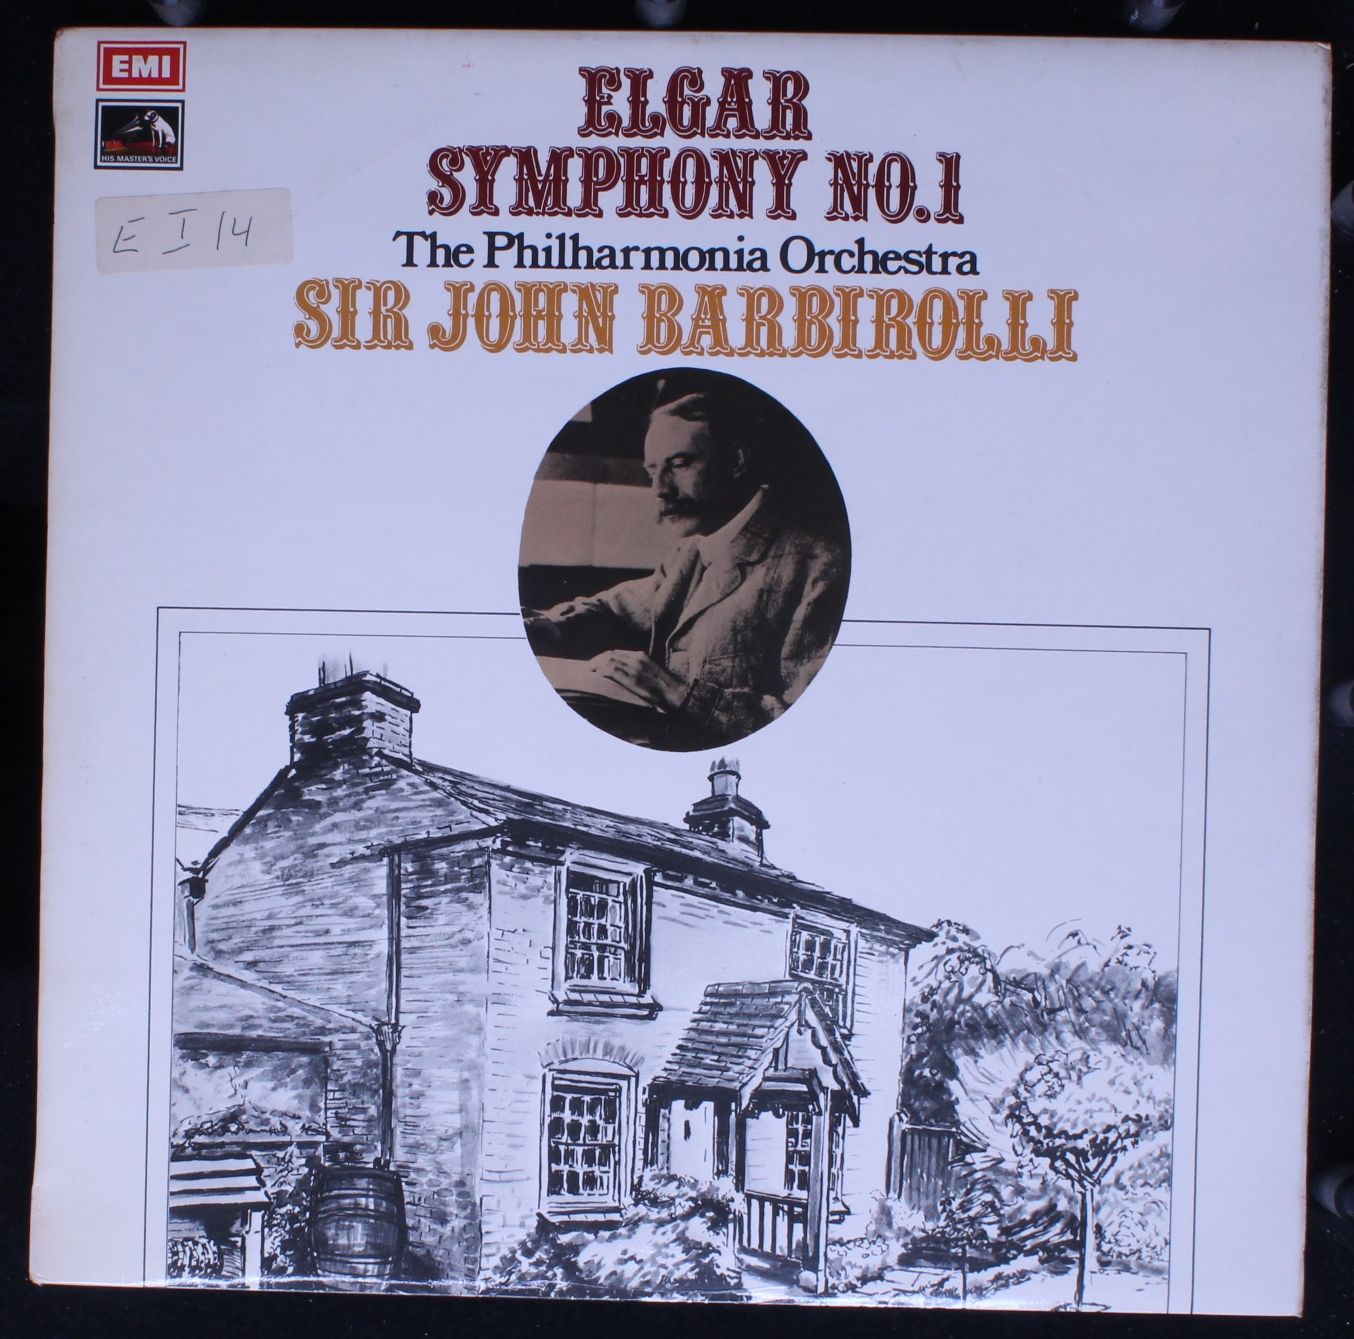 EMI
HIS MASTER'S VOICE
E I 14
ELGAR
SYMPHONY NO.1
The Philharmonia Orchestra
SIR JOHN BARBIROLLI